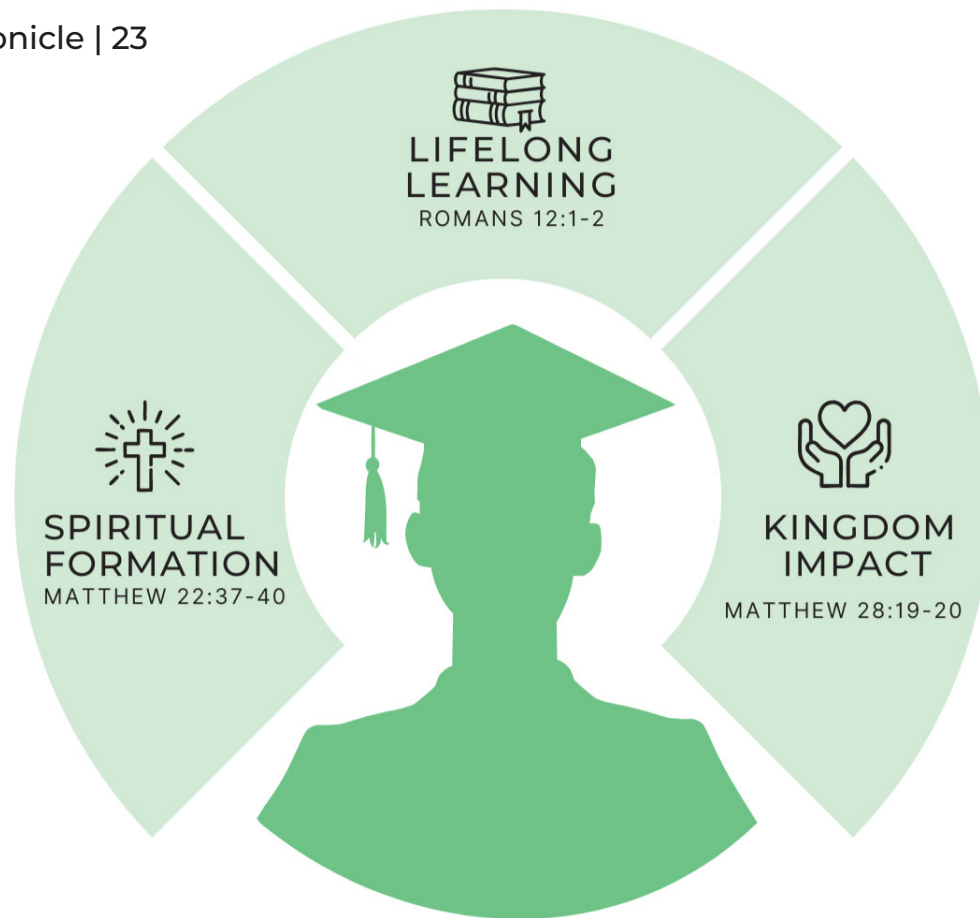 onicle | 23
LIFELONG
LEARNING
ROMANS 12:1-2
SPIRITUAL
FORMATION
MATTHEW 22:37-40
KINGDOM
IMPACT
MATTHEW 28:19-20